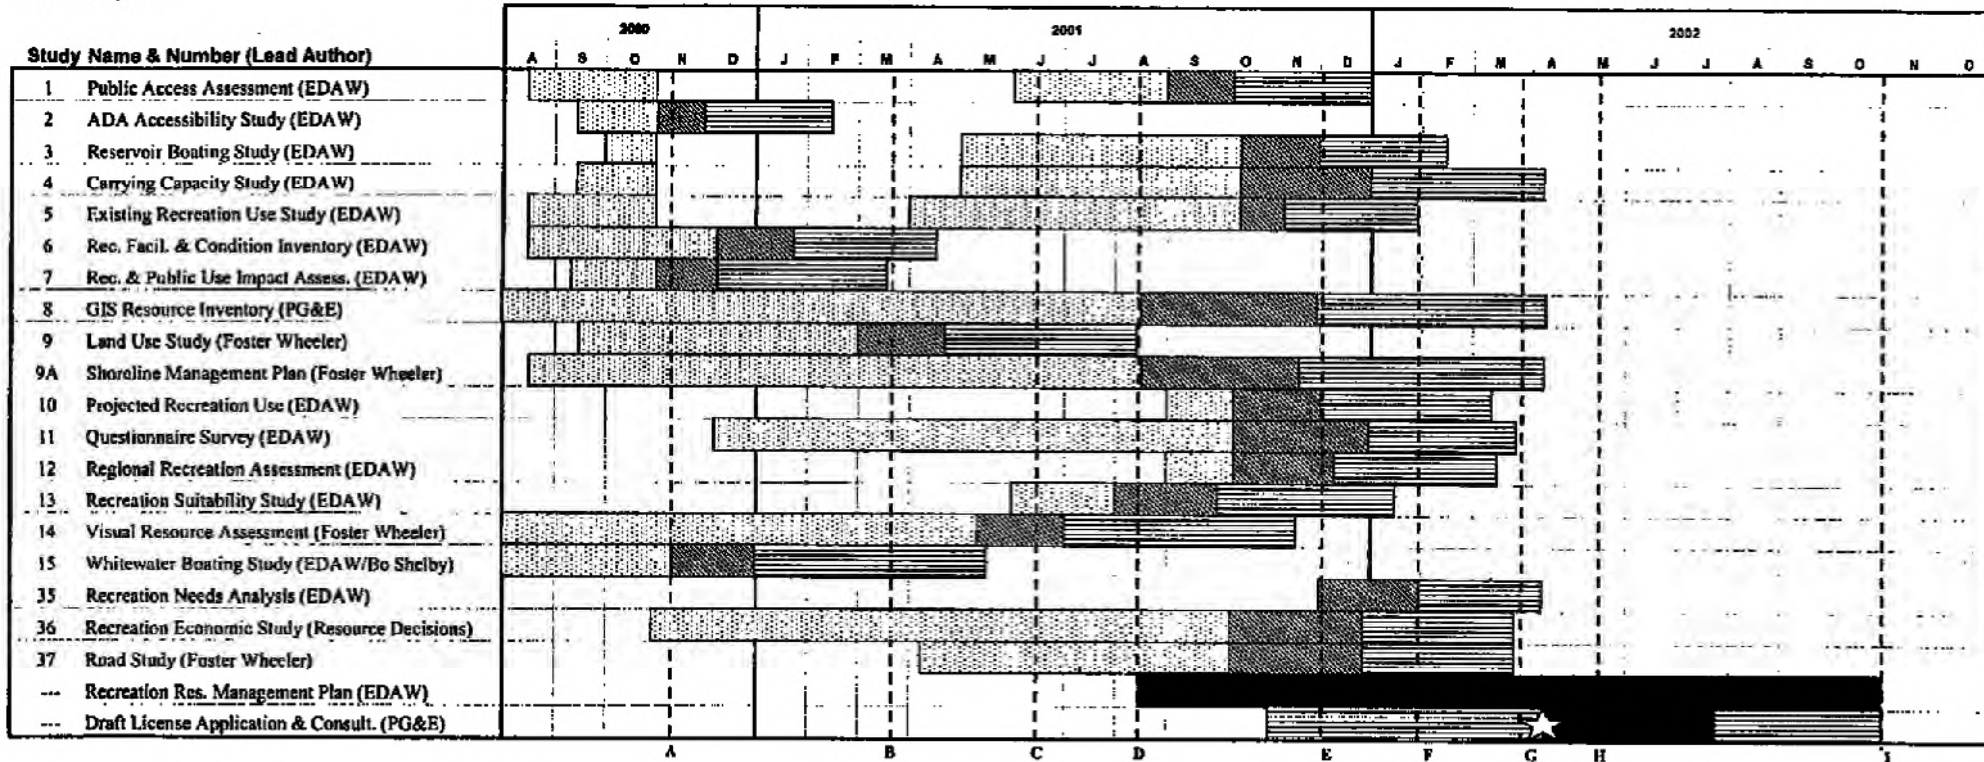 2000 2001 2002
Study Name & Number (Lead Author) A S O N D J F M A M J J A S O N D J F M A M J J A S O N D
1 Public Access Assessment (EDAW)
2 ADA Accessibility Study (EDAW)
3 Reservoir Boating Study (EDAW)
4 Carrying Capacity Study (EDAW)
5 Existing Recreation Use Study (EDAW)
6 Rec. Facil. & Condition Inventory (EDAW)
7 Rec. & Public Use Impact Assess. (EDAW)
8 GIS Resource Inventory (PG&E)
9 Land Use Study (Foster Wheeler)
9A Shoreline Management Plan (Foster Wheeler)
10 Projected Recreation Use (EDAW)
11 Questionnaire Survey (EDAW)
12 Regional Recreation Assessment (EDAW)
13 Recreation Suitability Study (EDAW)
14 Visual Resource Assessment (Foster Wheeler)
15 Whitewater Boating Study (EDAW/Bo Shelby)
35 Recreation Needs Analysis (EDAW)
36 Recreation Economic Study (Resource Decisions)
37 Road Study (Foster Wheeler)
--- Recreation Res. Management Plan (EDAW)
--- Draft License Application & Consult. (PG&E)
A B C D E F G H I